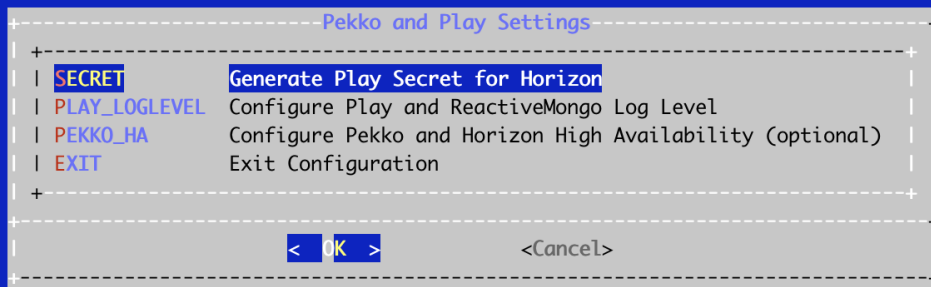 Pekko and Play Settings
SECRET Generate Play Secret for Horizon
PLAY_LOGLEVEL Configure Play and ReactiveMongo Log Level
PEKKO_HA Configure Pekko and Horizon High Availability (optional)
EXIT Exit Configuration
< OK > <Cancel>